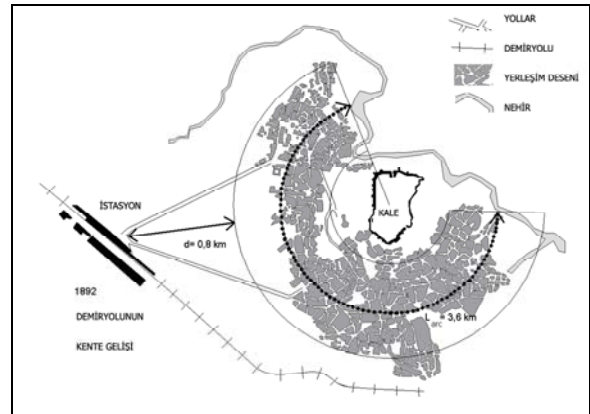 YOLLAR
DEMİRYOLU
YERLEŞİM DESENİ
NEHİR
KALE
İSTASYON
d= 0,8 km
1892
DEMİRYOLUNUN
KENTE GELİŞİ
L arc = 3,6 km